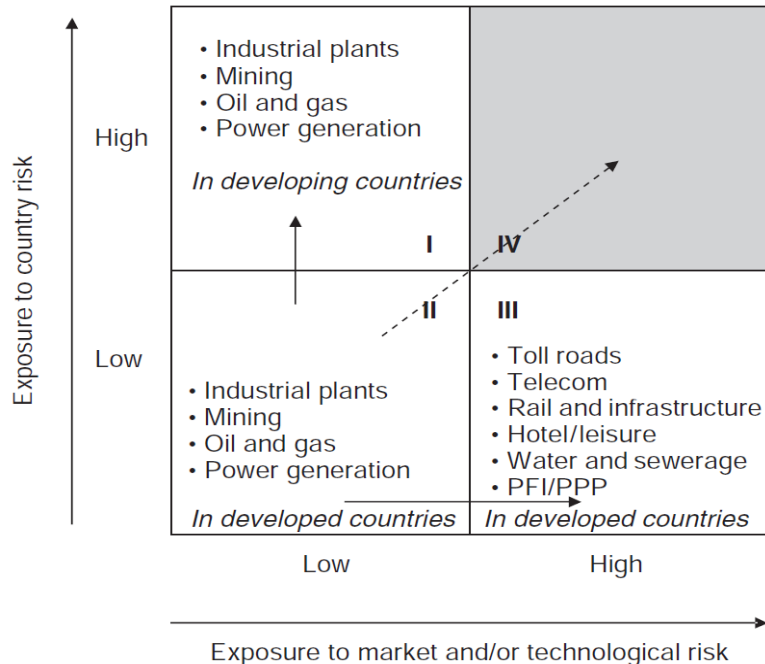 Exposure to country risk
High
Low
• Industrial plants
• Mining
• Oil and gas
• Power generation
In developing countries
I
IV
II
III
• Industrial plants
• Mining
• Oil and gas
• Power generation
In developed countries
• Toll roads
• Telecom
• Rail and infrastructure
• Hotel/leisure
• Water and sewerage
• PFI/PPP
In developed countries
Low
High
Exposure to market and/or technological risk